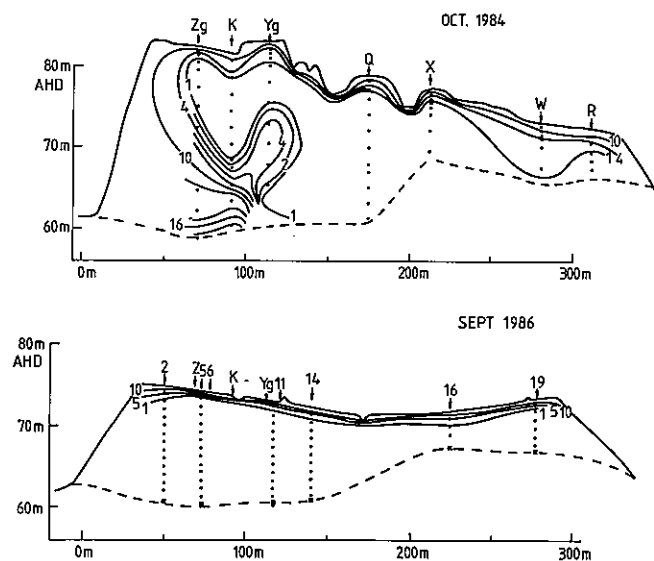 OCT. 1984
Zg K Yg Q X W R
80m
AHD
70m
60m
1
4
10
16
4
2
1
10
1 4
0m 100m 200m 300m
SEPT 1986
80m
AHD
70m
60m
2 Z 5 6 K Yg 11 14 16 19
10
5
1
1 5 10
0m 100m 200m 300m